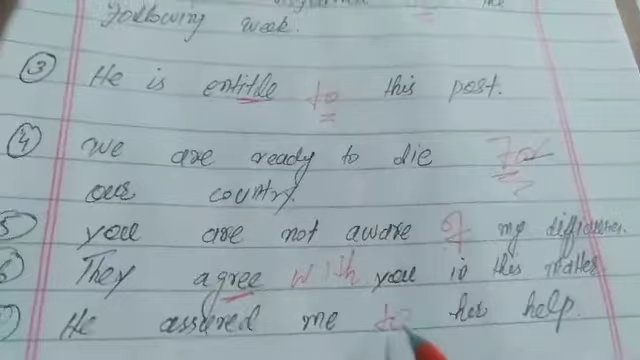 the
Following week.
③ He is entitle to this post.
④ We are ready to die For
our country.
5 you are not aware of my difficulties.
6 They agree with you in this matter.
He assured me to his help.